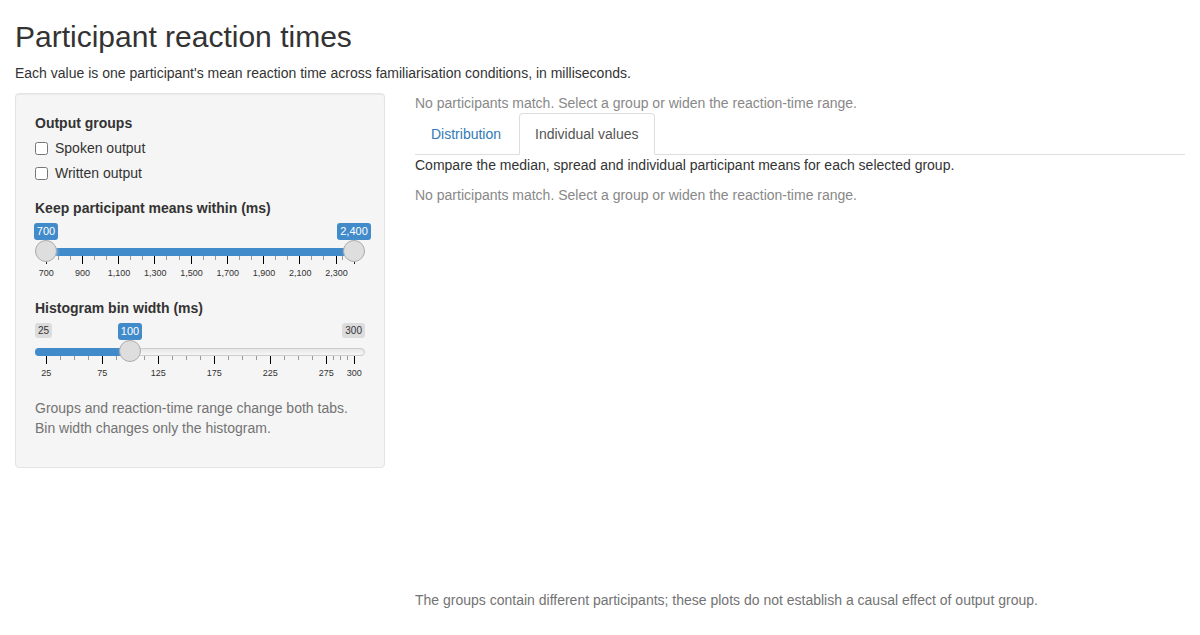 Participant reaction times
Each value is one participant's mean reaction time across familiarisation conditions, in milliseconds.
Output groups
Spoken output
Written output
Keep participant means within (ms)
700 2,400
700 900 1,100 1,300 1,500 1,700 1,900 2,100 2,300
Histogram bin width (ms)
25 100 300
25 75 125 175 225 275 300
Groups and reaction-time range change both tabs.
Bin width changes only the histogram.
No participants match. Select a group or widen the reaction-time range.
Distribution Individual values
Compare the median, spread and individual participant means for each selected group.
No participants match. Select a group or widen the reaction-time range.
The groups contain different participants; these plots do not establish a causal effect of output group.